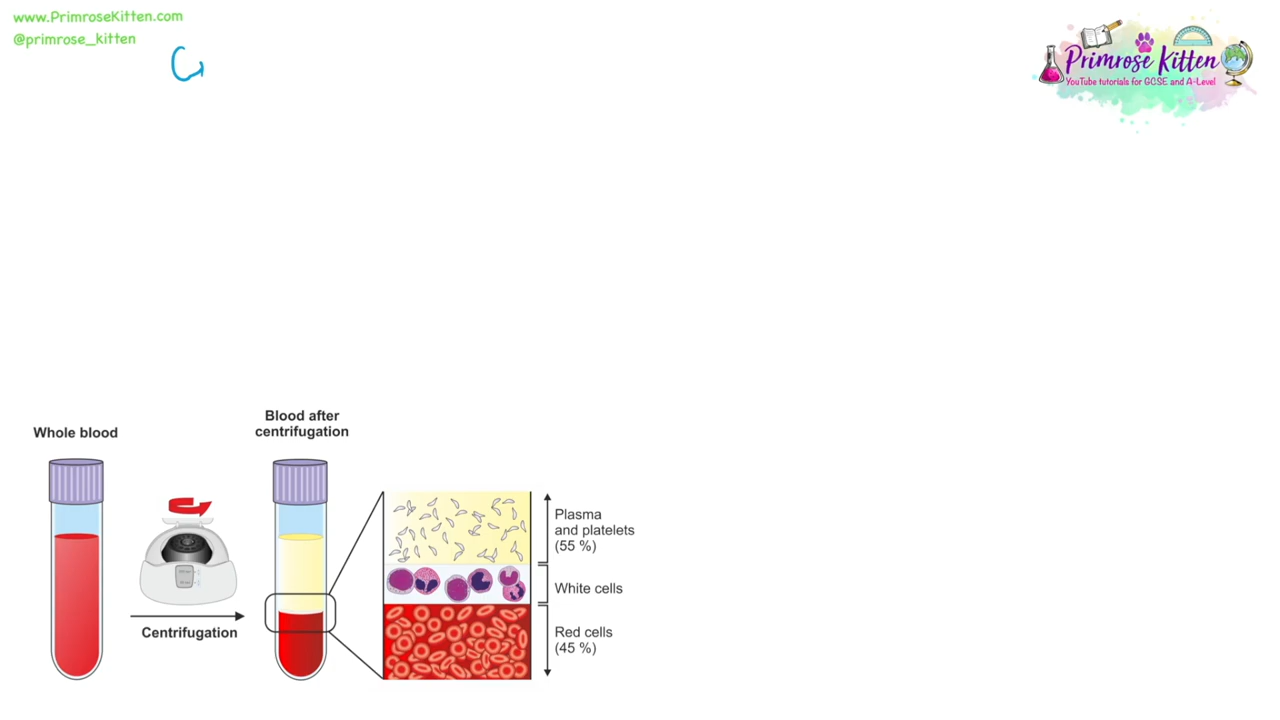 www.PrimroseKitten.com
@primrose_kitten
Primrose Kitten
YouTube tutorials for GCSE and A-Level
Blood after
centrifugation
Whole blood
Plasma
and platelets
(55 %)
White cells
Red cells
(45 %)
Centrifugation